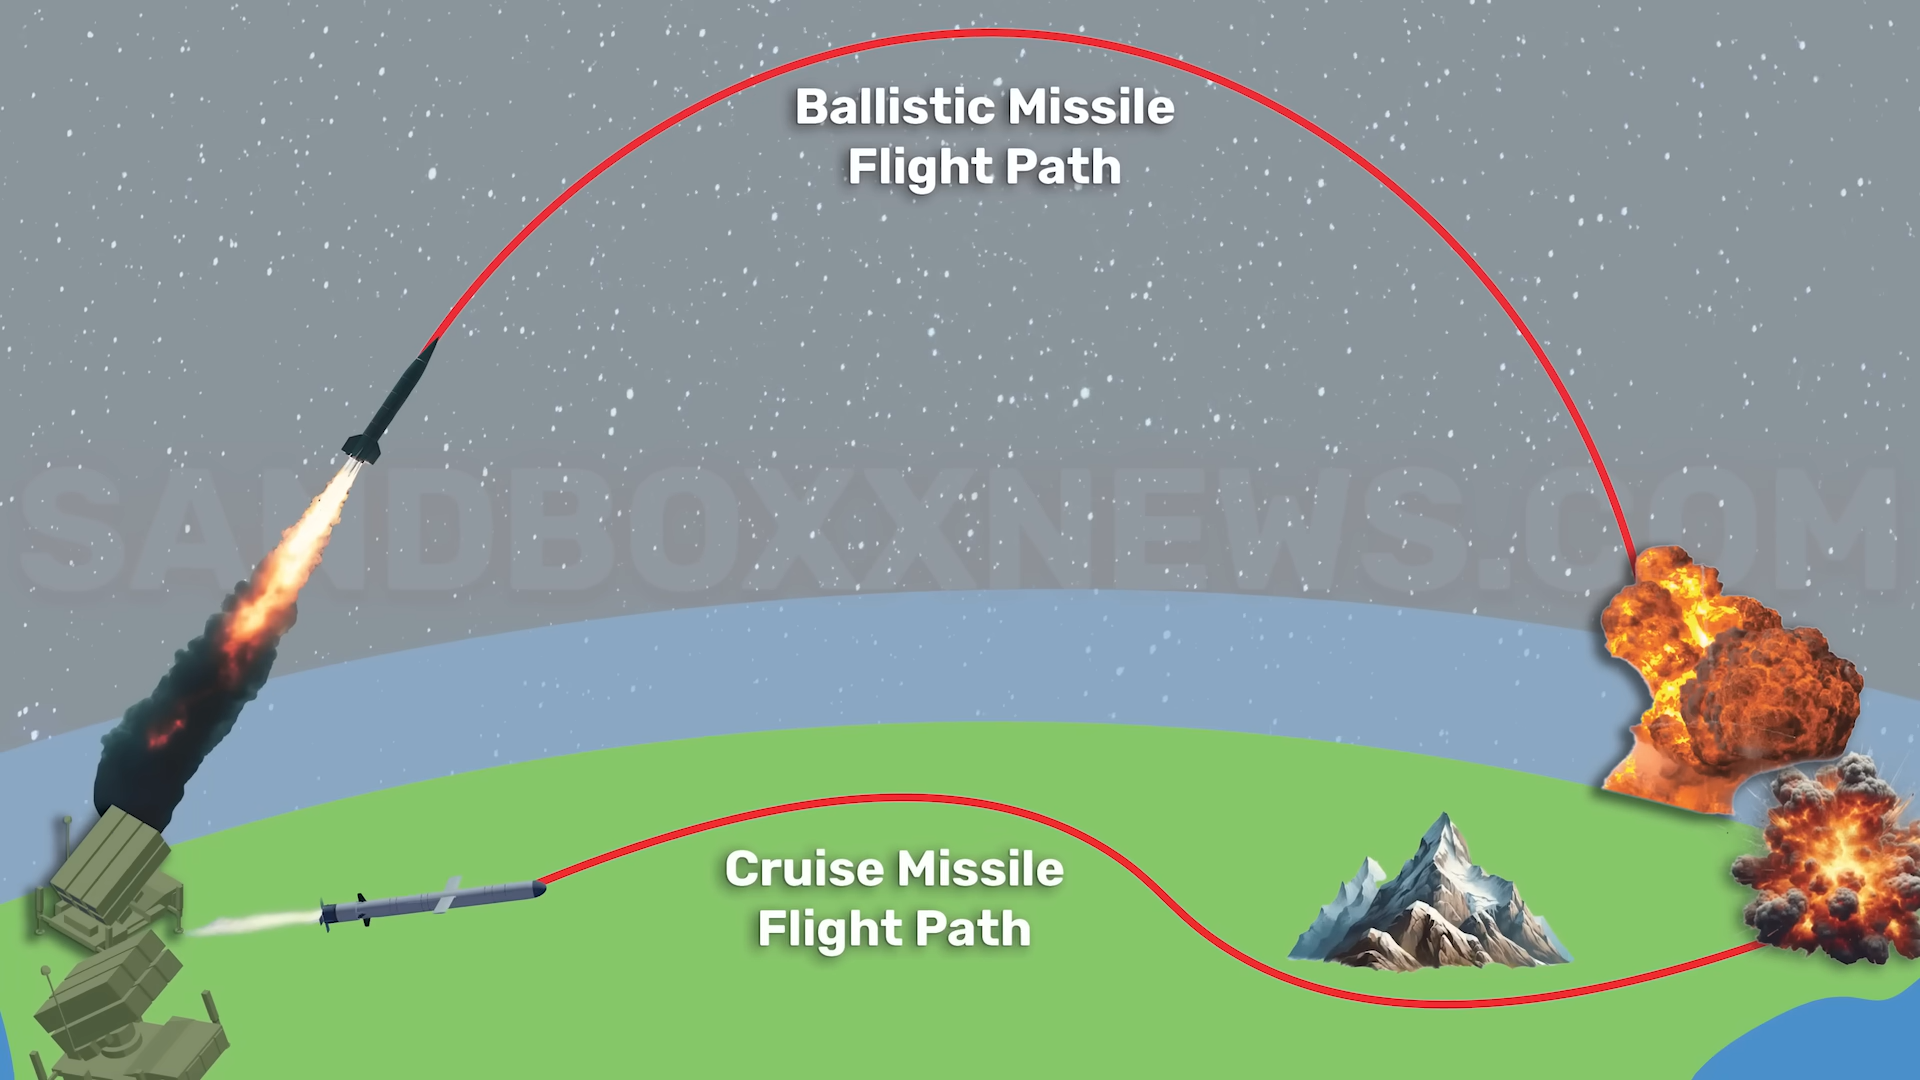 Ballistic Missile
Flight Path
SANDBOXXNEWS.COM
Cruise Missile
Flight Path